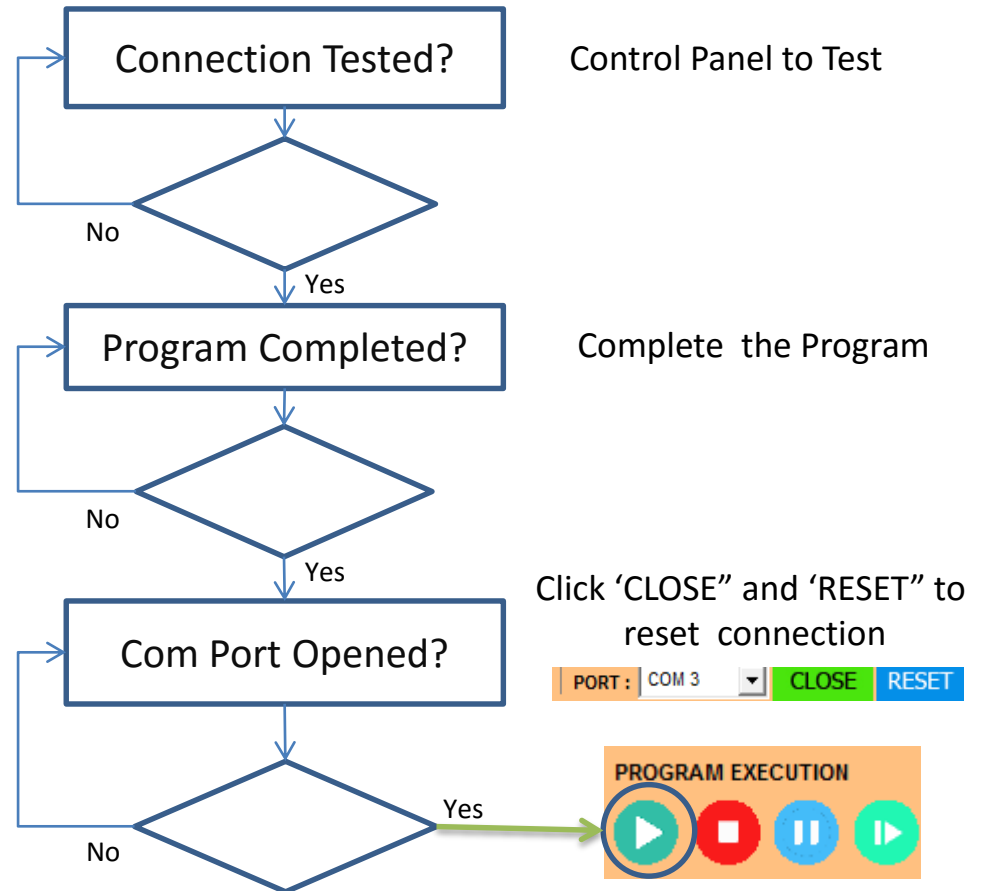 Connection Tested?
Control Panel to Test
No
Yes
Program Completed?
Complete the Program
No
Yes
Click ‘CLOSE” and ‘RESET” to
reset connection
Com Port Opened?
PORT : COM 3 CLOSE RESET
PROGRAM EXECUTION
Yes
No